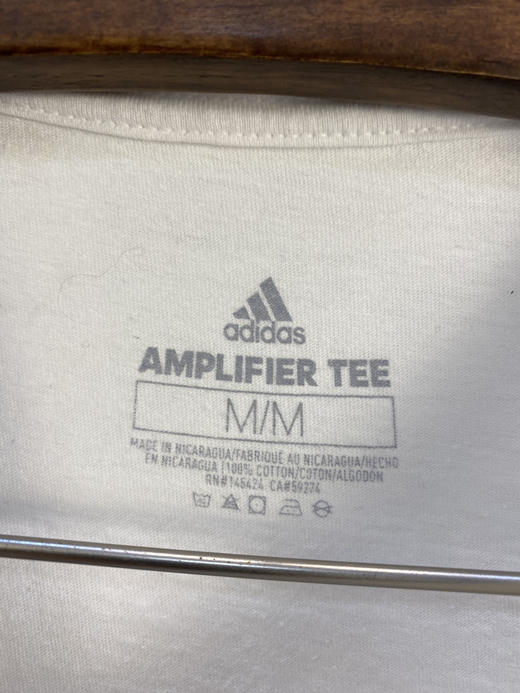 adidas
AMPLIFIER TEE
M/M
MADE IN NICARAGUA/FABRIQUE AU NICARAGUA/HECHO
EN NICARAGUA | 100% COTTON/COTON/ALGODON
RN#145424 CA#59274